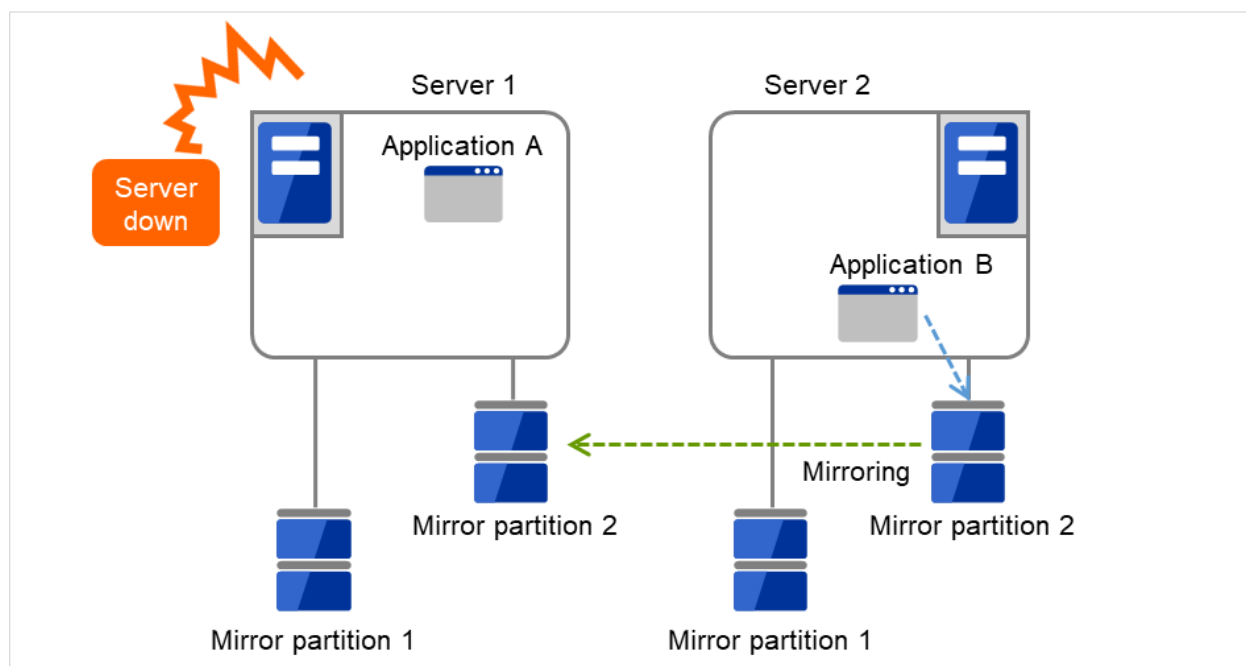 Server 1
Server 2
Application A
Server
down
Application B
Mirroring
Mirror partition 2
Mirror partition 2
Mirror partition 1
Mirror partition 1